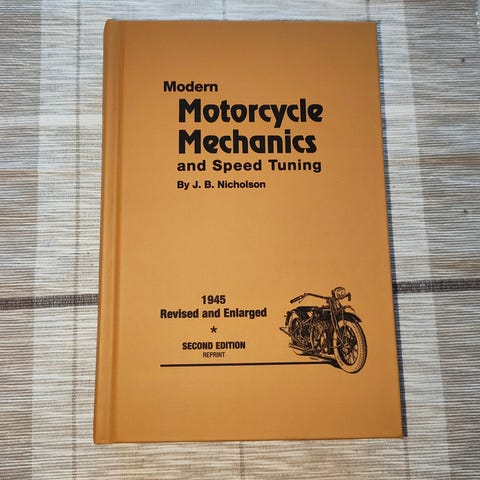 Modern
Motorcycle
Mechanics
and Speed Tuning
By J. B. Nicholson
1945
Revised and Enlarged
*
SECOND EDITION
REPRINT